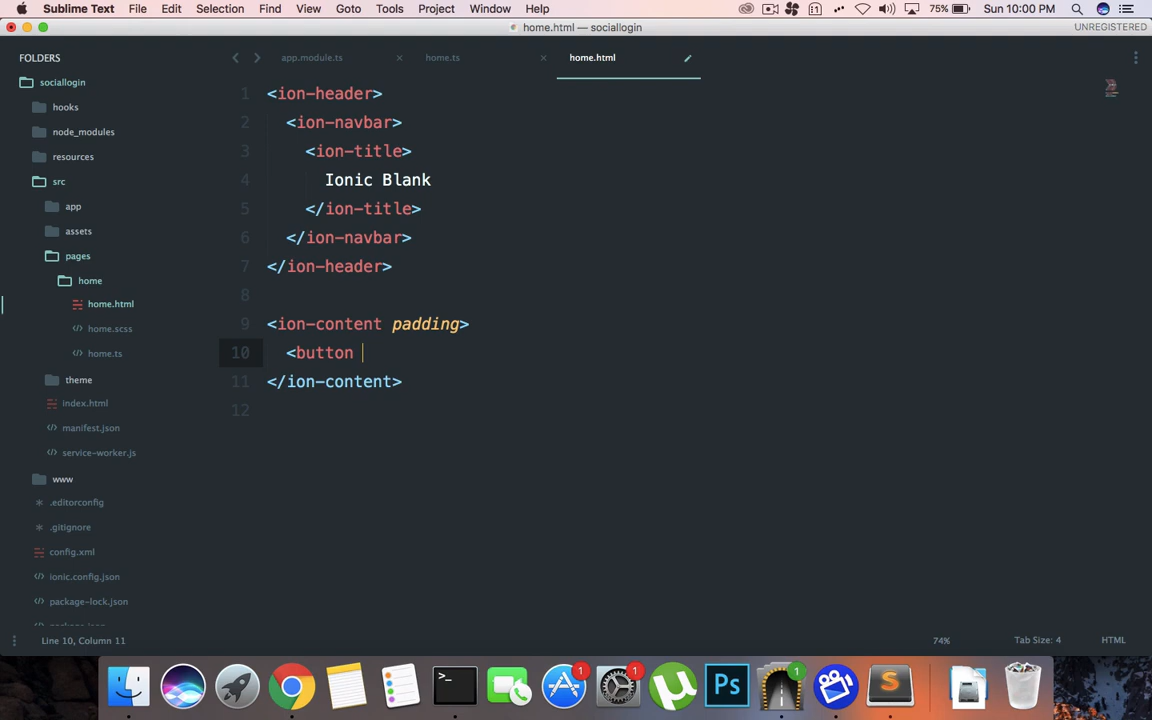 Sublime Text File Edit Selection Find View Goto Tools Project Window Help 75% Sun 10:00 PM
home.html — sociallogin UNREGISTERED
FOLDERS
sociallogin
hooks
node_modules
resources
src
app
assets
pages
home
home.html
home.scss
home.ts
theme
index.html
manifest.json
service-worker.js
www
.editorconfig
.gitignore
config.xml
ionic.config.json
package-lock.json
app.module.ts home.ts home.html
1 <ion-header>
2 <ion-navbar>
3 <ion-title>
4 Ionic Blank
5 </ion-title>
6 </ion-navbar>
7 </ion-header>
8
9 <ion-content padding>
10 <button
11 </ion-content>
12
Line 10, Column 11 74% Tab Size: 4 HTML
>_ 1 1 Ps 1